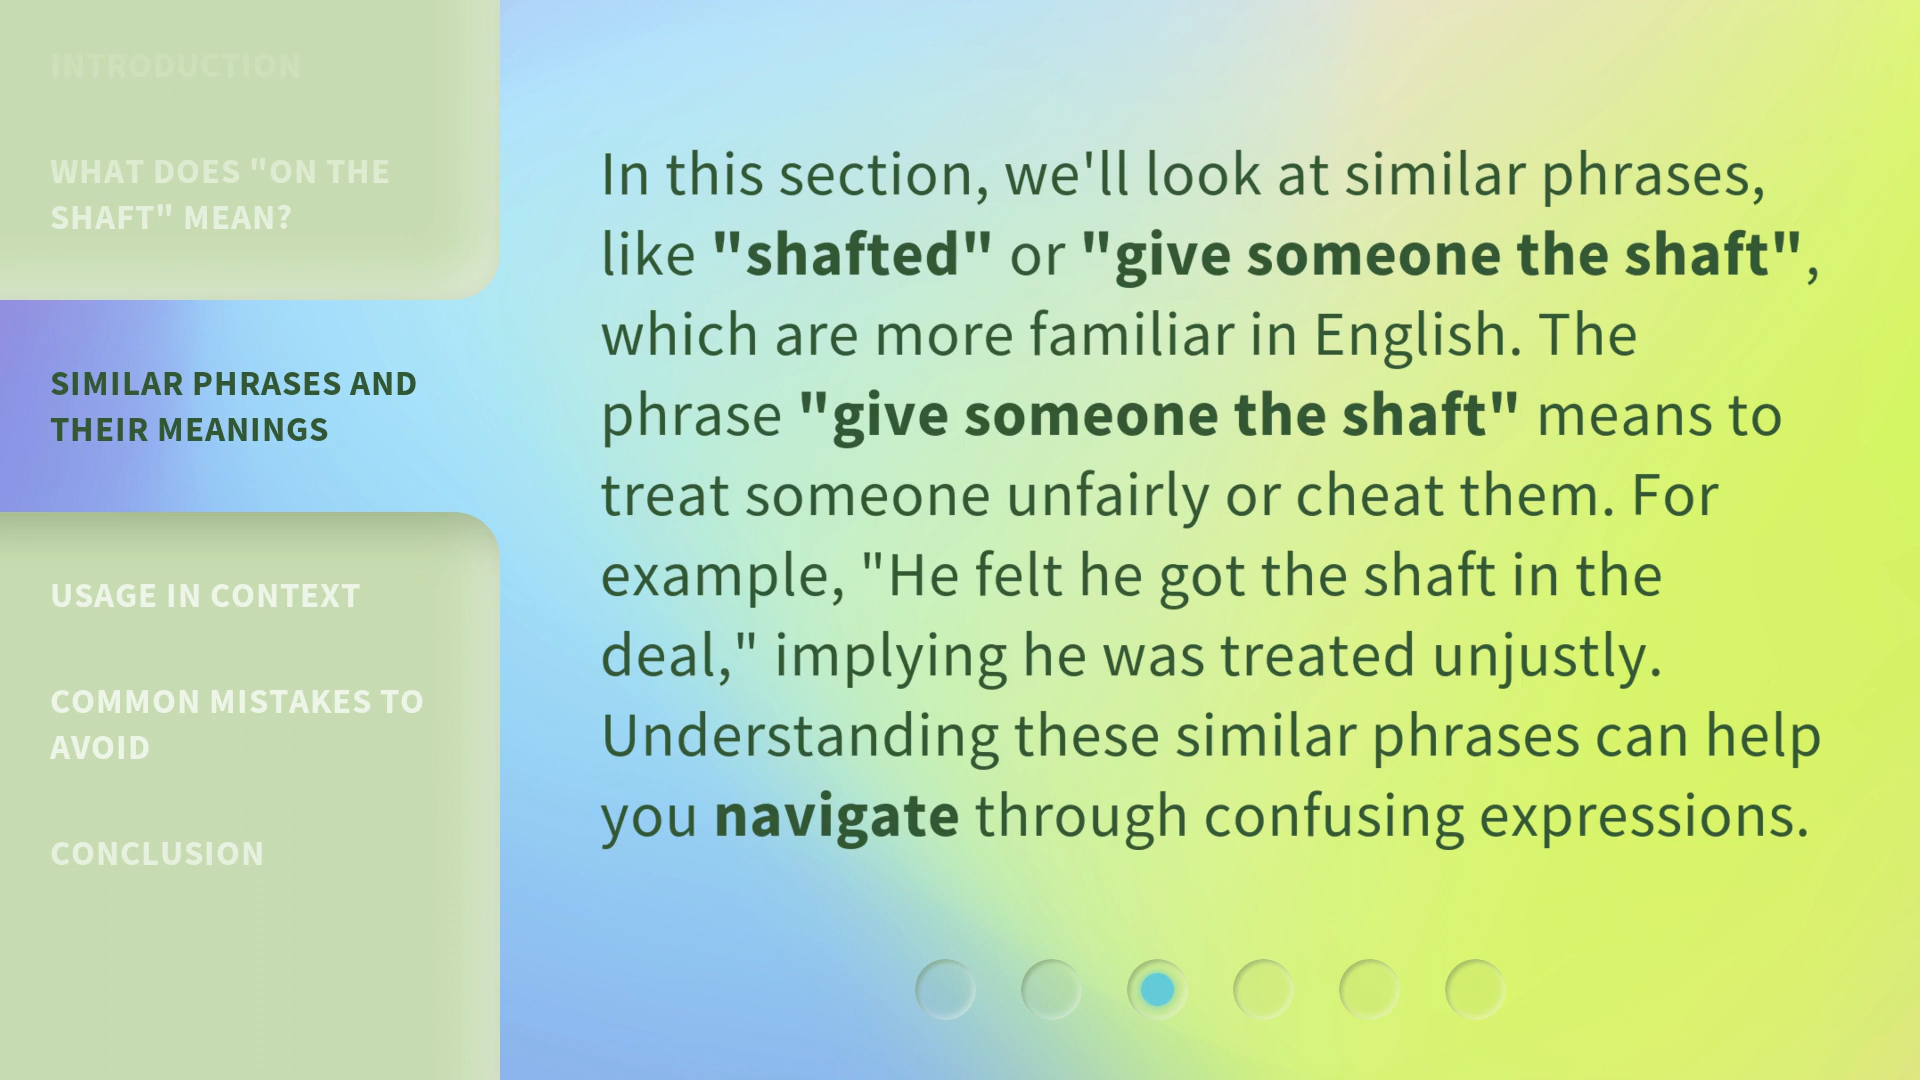 INTRODUCTION
WHAT DOES "ON THE
SHAFT" MEAN?
SIMILAR PHRASES AND
THEIR MEANINGS
USAGE IN CONTEXT
COMMON MISTAKES TO
AVOID
CONCLUSION
In this section, we'll look at similar phrases,
like "shafted" or "give someone the shaft",
which are more familiar in English. The
phrase "give someone the shaft" means to
treat someone unfairly or cheat them. For
example, "He felt he got the shaft in the
deal," implying he was treated unjustly.
Understanding these similar phrases can help
you navigate through confusing expressions.